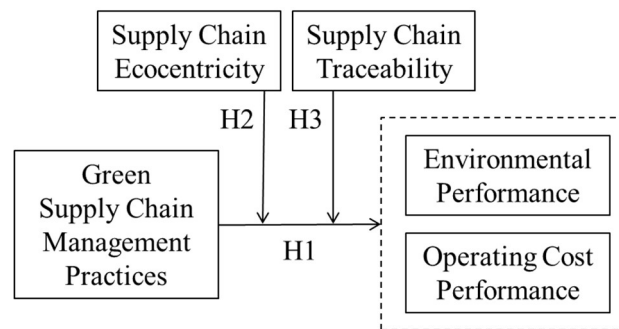 Supply Chain
Ecocentricity
Supply Chain
Traceability
H2
H3
Green
Supply Chain
Management
Practices
H1
Environmental
Performance
Operating Cost
Performance